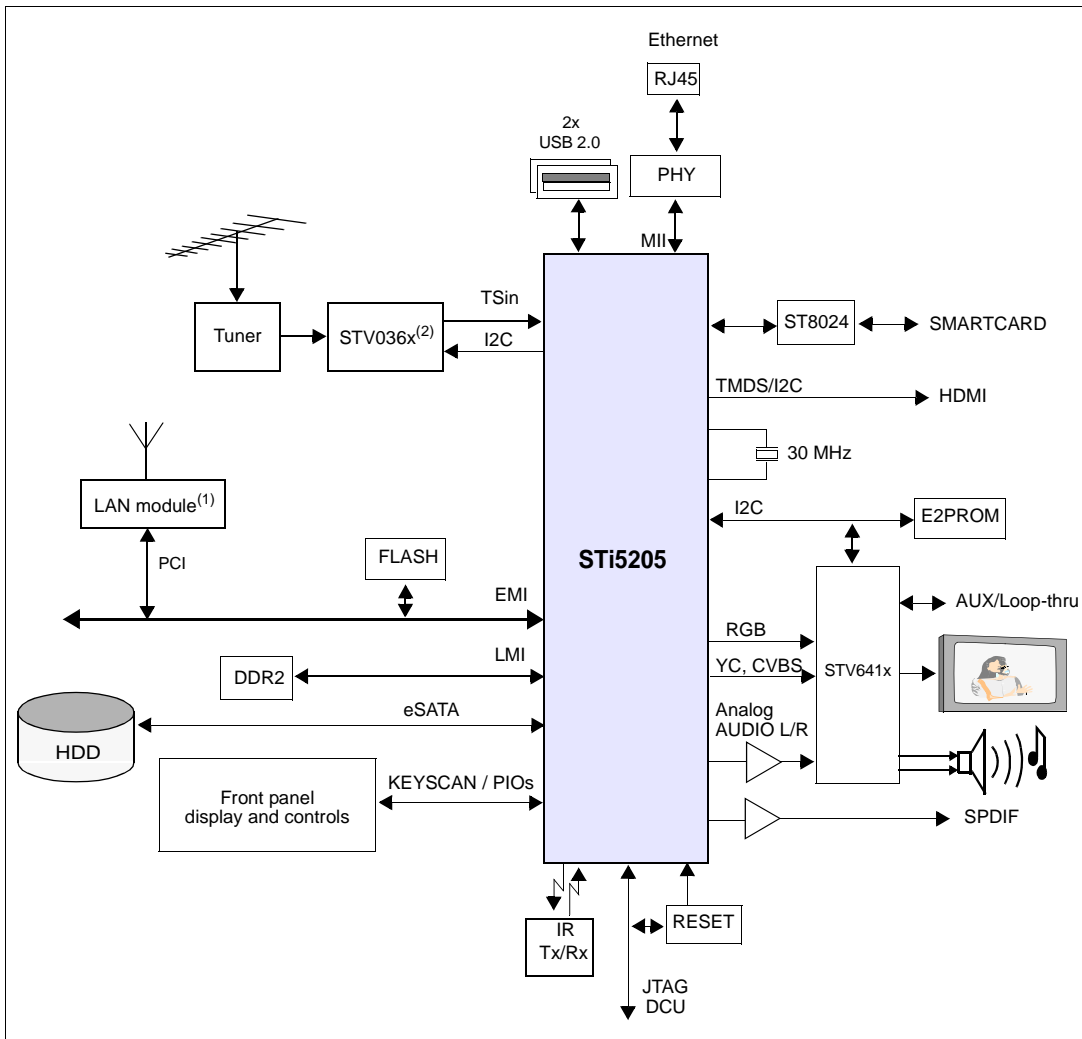 Ethernet
RJ45
2x
USB 2.0
PHY
MII
TSin
Tuner
STV036x(2)
I2C
ST8024
SMARTCARD
TMDS/I2C
HDMI
30 MHz
LAN module(1)
I2C
E2PROM
PCI
FLASH
STi5205
EMI
AUX/Loop-thru
RGB
LMI
DDR2
YC, CVBS
STV641x
eSATA
Analog
AUDIO L/R
HDD
KEYSCAN / PIOs
Front panel
display and controls
SPDIF
IR
Tx/Rx
RESET
JTAG
DCU